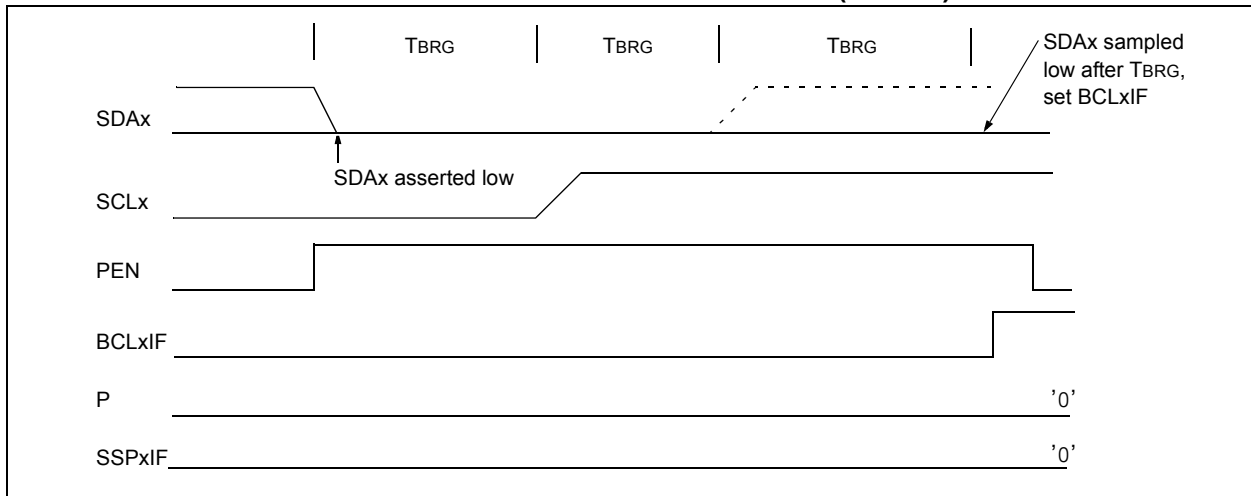 TBRG TBRG TBRG
SDAx sampled
low after TBRG,
set BCLxIF
SDAx
SDAx asserted low
SCLx
PEN
BCLxIF
P '0'
SSPxIF '0'